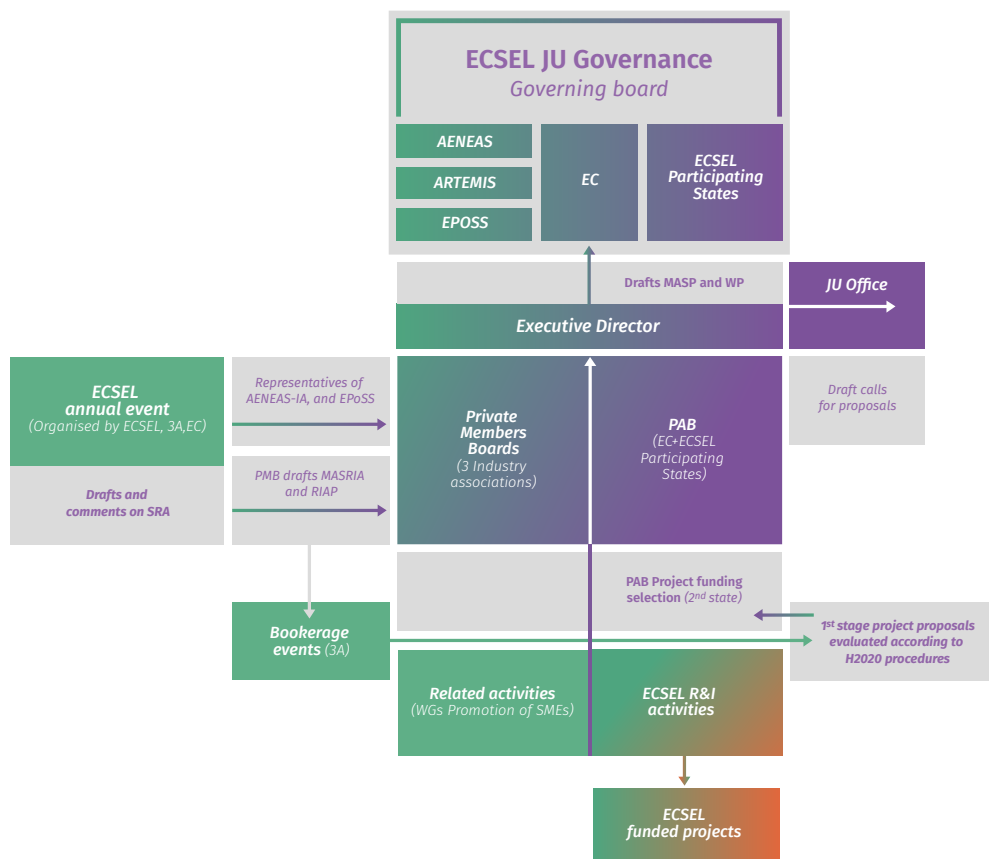 ECSEL JU Governance
Governing board
AENEAS
ARTEMIS
EPOSS
EC
ECSEL
Participating
States
Drafts MASP and WP
JU Office
Executive Director
ECSEL
annual event
(Organised by ECSEL, 3A,EC)
Representatives of
AENEAS-IA, and EPoSS
Private
Members
Boards
(3 Industry
associations)
PAB
(EC+ECSEL
Participating
States)
Draft calls
for proposals
Drafts and
comments on SRA
PMB drafts MASRIA
and RIAP
PAB Project funding
selection (2nd state)
Bookerage
events (3A)
1st stage project proposals
evaluated according to
H2020 procedures
Related activities
(WGs Promotion of SMEs)
ECSEL R&I
activities
ECSEL
funded projects